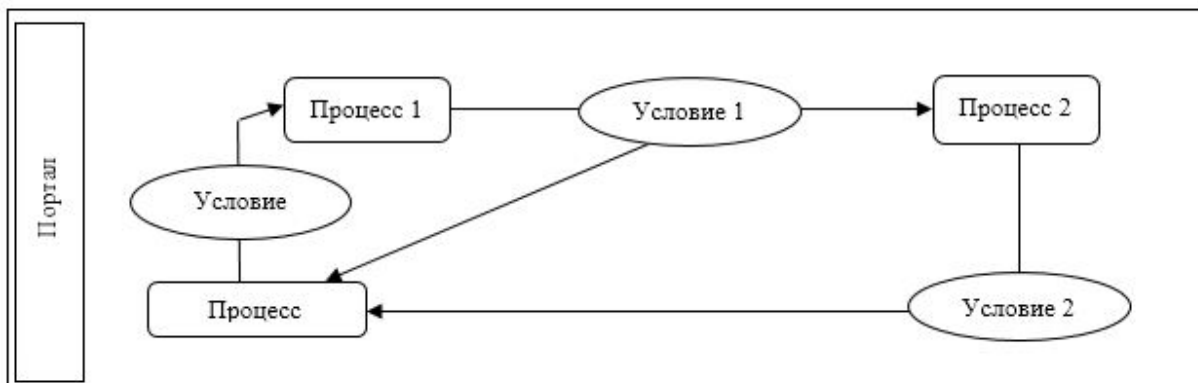 Портал
Процесс 1
Условие 1
Процесс 2
Условие
Процесс
Условие 2